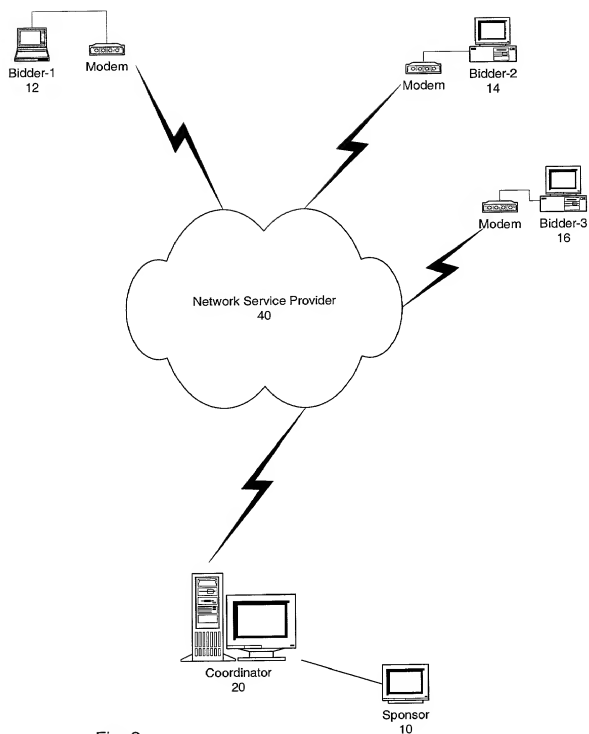 Bidder-1
12
Modem
Modem
Bidder-2
14
Modem
Bidder-3
16
Network Service Provider
40
Coordinator
20
Sponsor
10